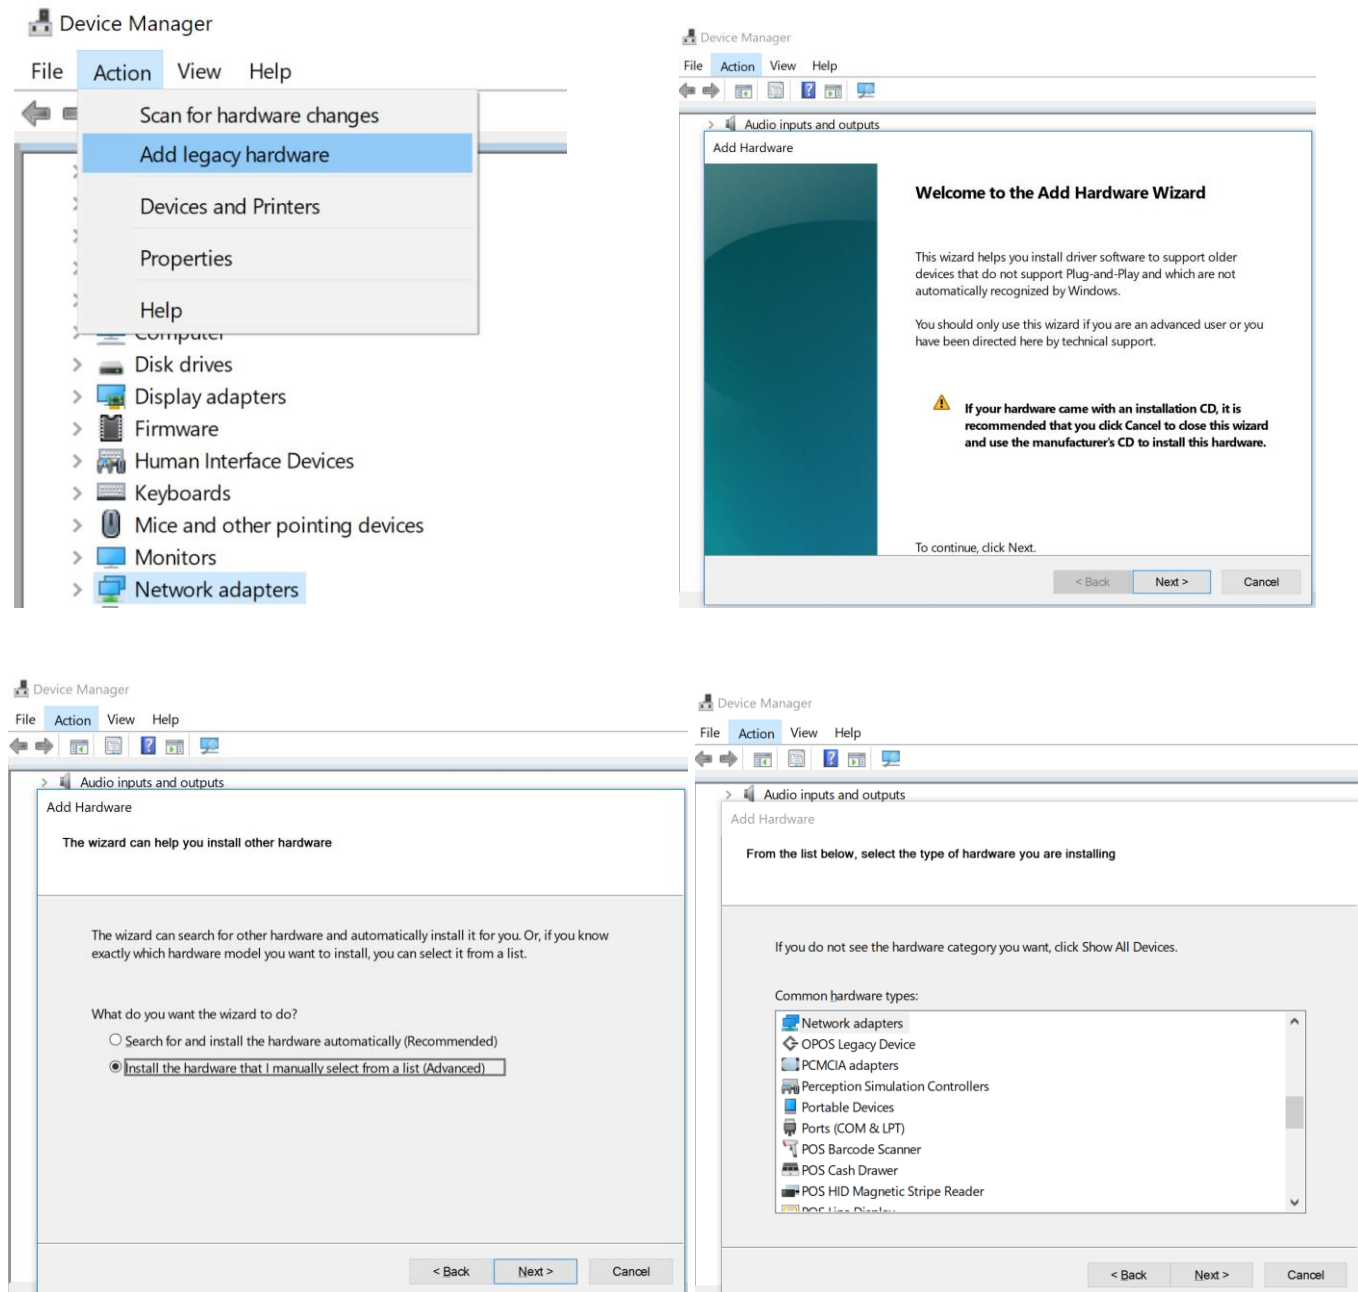 Device Manager
File Action View Help
Scan for hardware changes
Add legacy hardware
Devices and Printers
Properties
Help
Computer
Disk drives
Display adapters
Firmware
Human Interface Devices
Keyboards
Mice and other pointing devices
Monitors
Network adapters
Device Manager
File Action View Help
Audio inputs and outputs
Add Hardware
Welcome to the Add Hardware Wizard
This wizard helps you install driver software to support older
devices that do not support Plug-and-Play and which are not
automatically recognized by Windows.
You should only use this wizard if you are an advanced user or you
have been directed here by technical support.
If your hardware came with an installation CD, it is
recommended that you click Cancel to close this wizard
and use the manufacturer's CD to install this hardware.
To continue, click Next.
< Back Next > Cancel
Device Manager
File Action View Help
Audio inputs and outputs
Add Hardware
The wizard can help you install other hardware
The wizard can search for other hardware and automatically install it for you. Or, if you know
exactly which hardware model you want to install, you can select it from a list.
What do you want the wizard to do?
Search for and install the hardware automatically (Recommended)
Install the hardware that I manually select from a list (Advanced)
< Back Next > Cancel
Device Manager
File Action View Help
Audio inputs and outputs
Add Hardware
From the list below, select the type of hardware you are installing
If you do not see the hardware category you want, click Show All Devices.
Common hardware types:
Network adapters
OPOS Legacy Device
PCMCIA adapters
Perception Simulation Controllers
Portable Devices
Ports (COM & LPT)
POS Barcode Scanner
POS Cash Drawer
POS HID Magnetic Stripe Reader
POS Line Display
< Back Next > Cancel